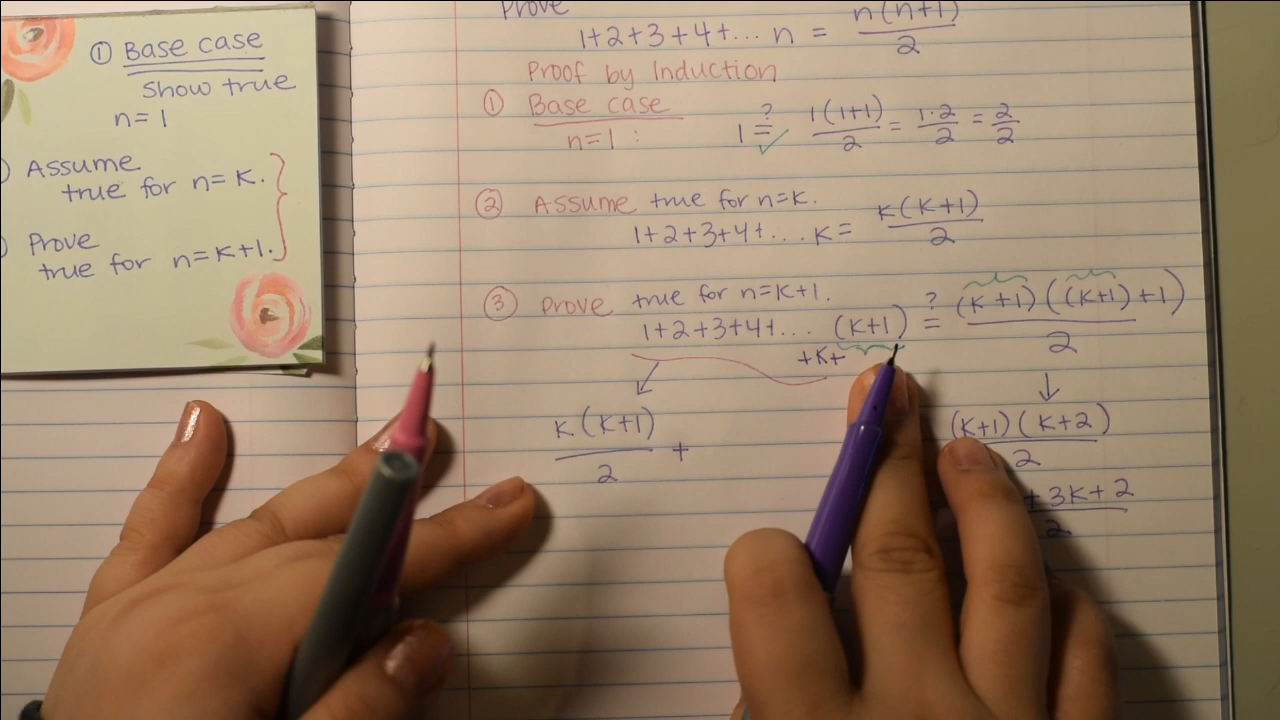 ① Base case
Show true
n=1
Assume
true for n=K.
Prove
true for n=K+1.
Prove
1+2+3+4+... n = n(n+1)/2
Proof by Induction
① Base case
n=1:
1 ?= 1(1+1)/2 = 1·2/2 = 2/2
② Assume true for n=K.
1+2+3+4+... K = K(K+1)/2
③ Prove true for n=K+1.
1+2+3+4+... (K+1) ?= (K+1)((K+1)+1)/2
+K+
K(K+1)/2 +
(K+1)(K+2)/2
+3K+2/2